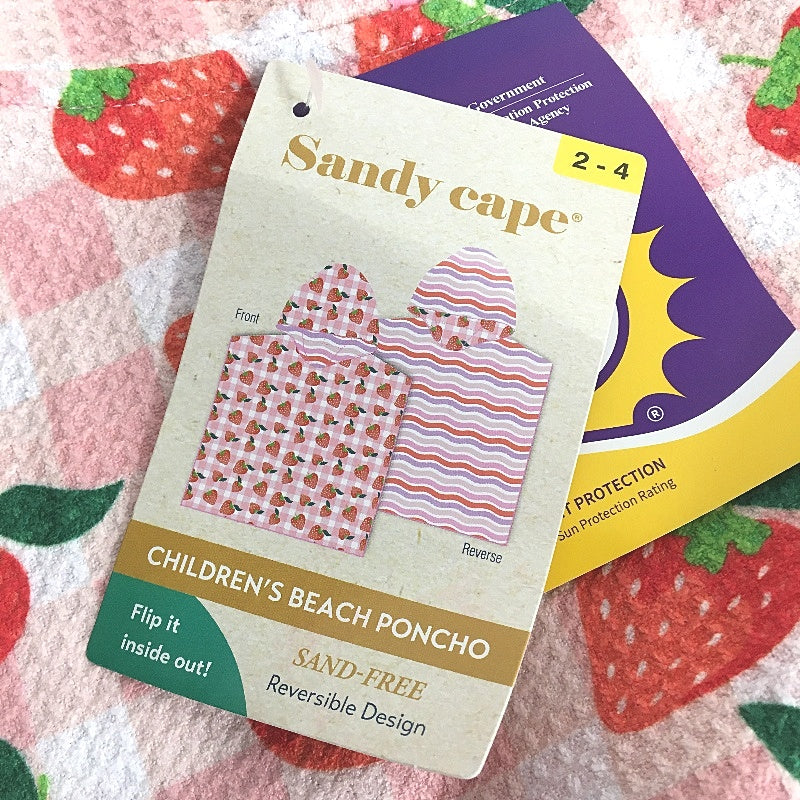 Government
Protection
Agency
2 - 4
Sandy cape®
Front
Reverse
®
PROTECTION
Sun Protection Rating
CHILDREN'S BEACH PONCHO
Flip it
inside out!
SAND-FREE
Reversible Design